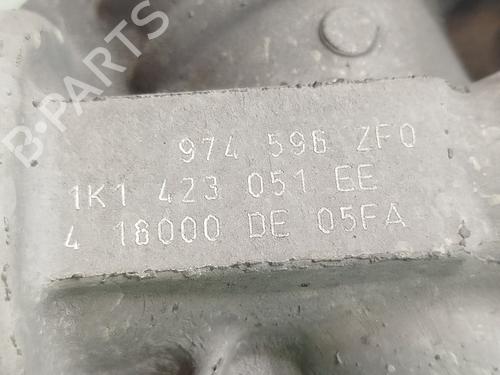 974 596 ZF0
1K1 423 051 EE
4 18000 DE 05FA
B-PARTS